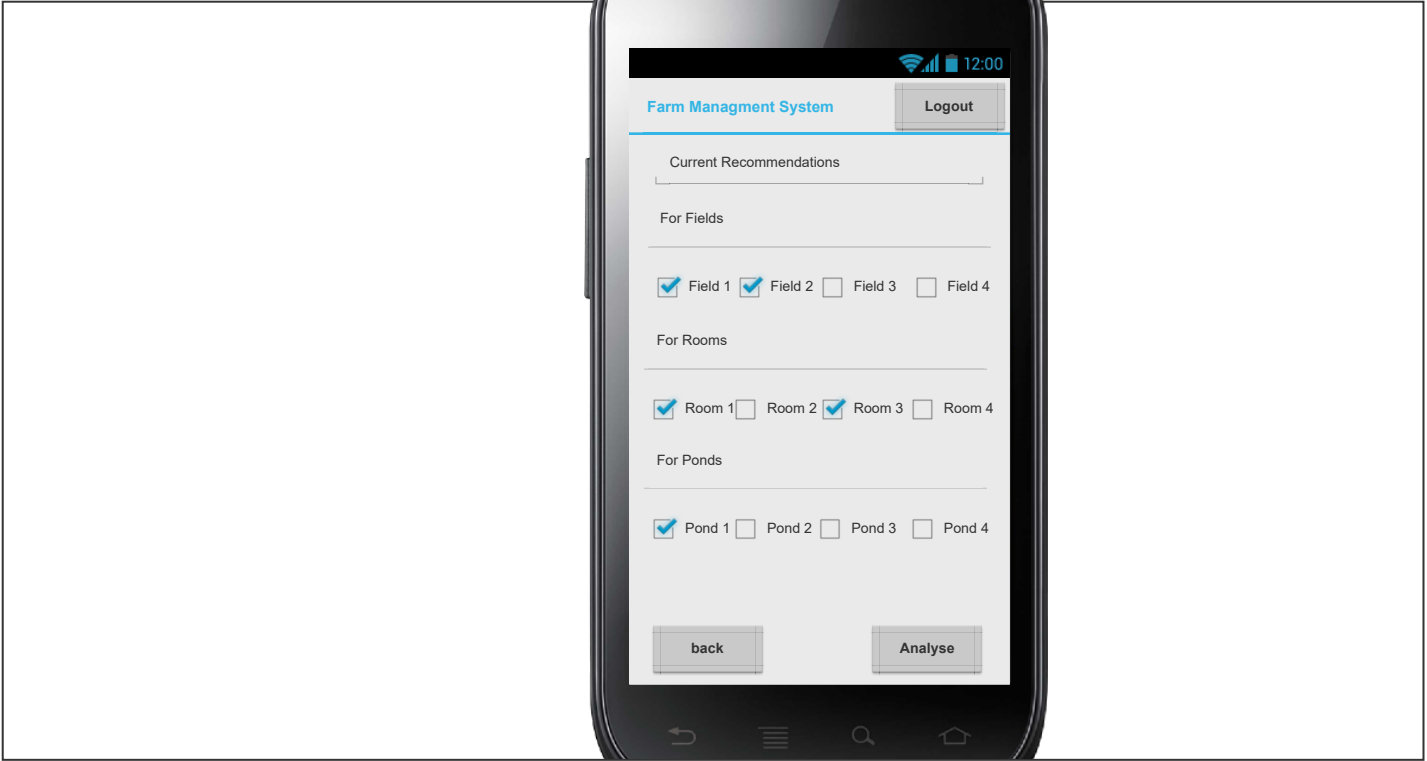 12:00
Farm Managment System Logout
Current Recommendations
For Fields
Field 1 Field 2 Field 3 Field 4
For Rooms
Room 1 Room 2 Room 3 Room 4
For Ponds
Pond 1 Pond 2 Pond 3 Pond 4
back Analyse